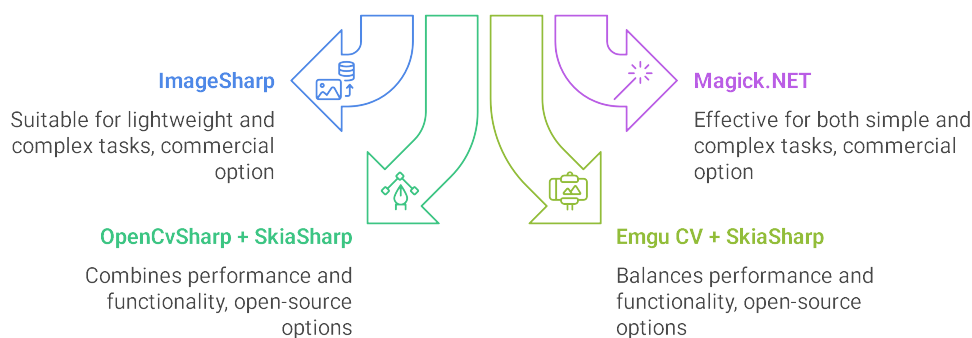 ImageSharp
Suitable for lightweight and
complex tasks, commercial
option
Magick.NET
Effective for both simple and
complex tasks, commercial
option
OpenCvSharp + SkiaSharp
Combines performance and
functionality, open-source
options
Emgu CV + SkiaSharp
Balances performance and
functionality, open-source
options